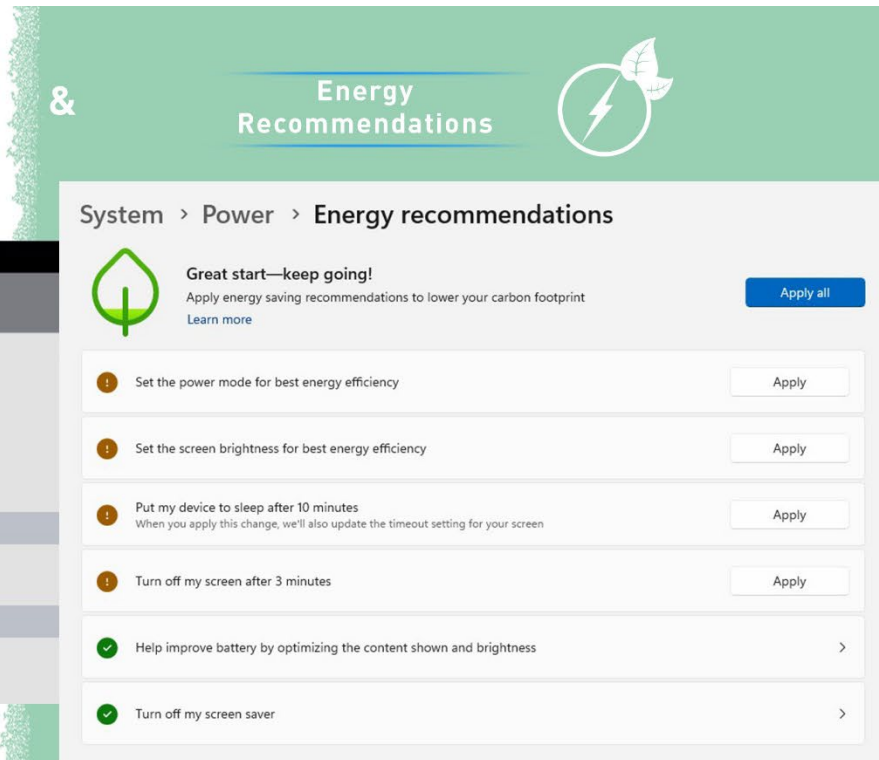 &
Energy
Recommendations
System > Power > Energy recommendations
Great start—keep going!
Apply energy saving recommendations to lower your carbon footprint
Learn more
Apply all
Set the power mode for best energy efficiency
Apply
Set the screen brightness for best energy efficiency
Apply
Put my device to sleep after 10 minutes
When you apply this change, we'll also update the timeout setting for your screen
Apply
Turn off my screen after 3 minutes
Apply
Help improve battery by optimizing the content shown and brightness
Turn off my screen saver